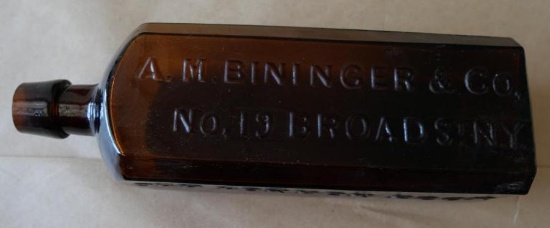 A. M. BININGER & CO.
No. 19 BROAD St. N.Y